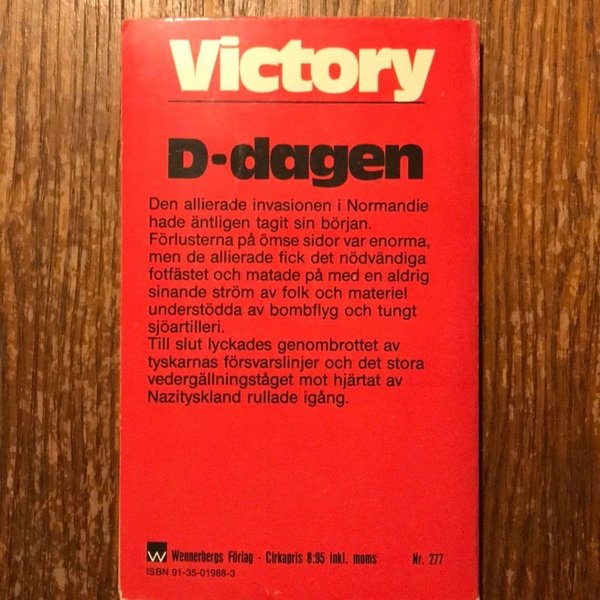 Victory
D-dagen
Den allierade invasionen i Normandie
hade äntligen tagit sin början.
Förlusterna på ömse sidor var enorma,
men de allierade fick det nödvändiga
fotfästet och matade på med en aldrig
sinande ström av folk och materiel
understödda av bombflyg och tungt
sjöartilleri.
Till slut lyckades genombrottet av
tyskarnas försvarslinjer och det stora
vedergällningståget mot hjärtat av
Nazityskland rullade igång.
W Wennerbergs Förlag - Cirkapris 8:95 inkl. moms Nr. 277
ISBN 91-35-01988-3